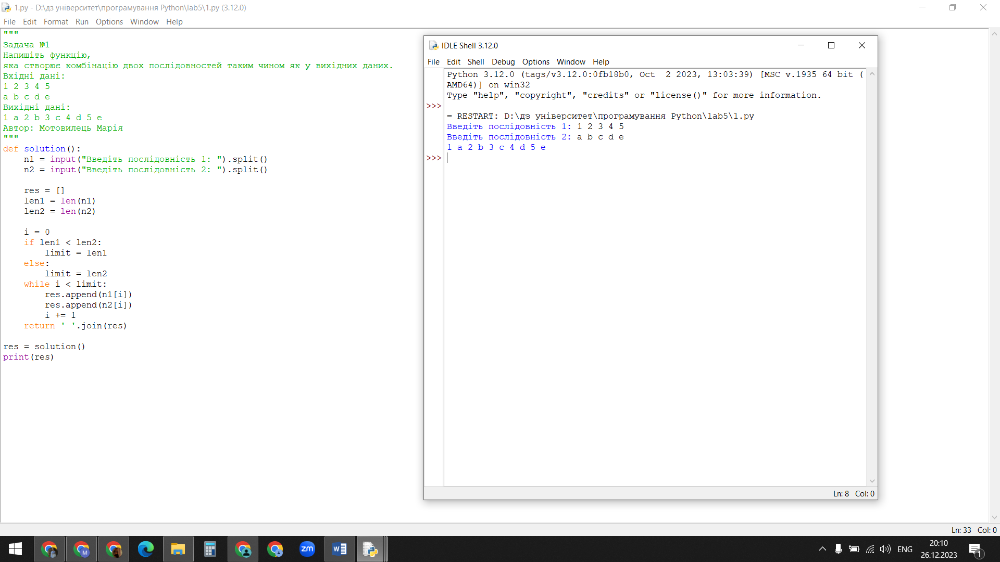 1.py - D:\дз університет\програмування Python\lab5\1.py (3.12.0)
File Edit Format Run Options Window Help
"""
Задача №1
Напишіть функцію,
яка створює комбінацію двох послідовностей таким чином як у вихідних даних.
Вхідні дані:
1 2 3 4 5
a b c d e
Вихідні дані:
1 a 2 b 3 c 4 d 5 e
Автор: Мотовилець Марія
"""
def solution():
    n1 = input("Введіть послідовність 1: ").split()
    n2 = input("Введіть послідовність 2: ").split()
    res = []
    len1 = len(n1)
    len2 = len(n2)
    i = 0
    if len1 < len2:
        limit = len1
    else:
        limit = len2
    while i < limit:
        res.append(n1[i])
        res.append(n2[i])
        i += 1
    return ' '.join(res)
res = solution()
print(res)
IDLE Shell 3.12.0
File Edit Shell Debug Options Window Help
Python 3.12.0 (tags/v3.12.0:0fb18b0, Oct  2 2023, 13:03:39) [MSC v.1935 64 bit (
AMD64)] on win32
Type "help", "copyright", "credits" or "license()" for more information.
>>>
= RESTART: D:\дз університет\програмування Python\lab5\1.py
Введіть послідовність 1: 1 2 3 4 5
Введіть послідовність 2: a b c d e
1 a 2 b 3 c 4 d 5 e
>>>
Ln: 8 Col: 0
Ln: 33 Col: 0
M
zm
W
ENG
20:10
26.12.2023
1